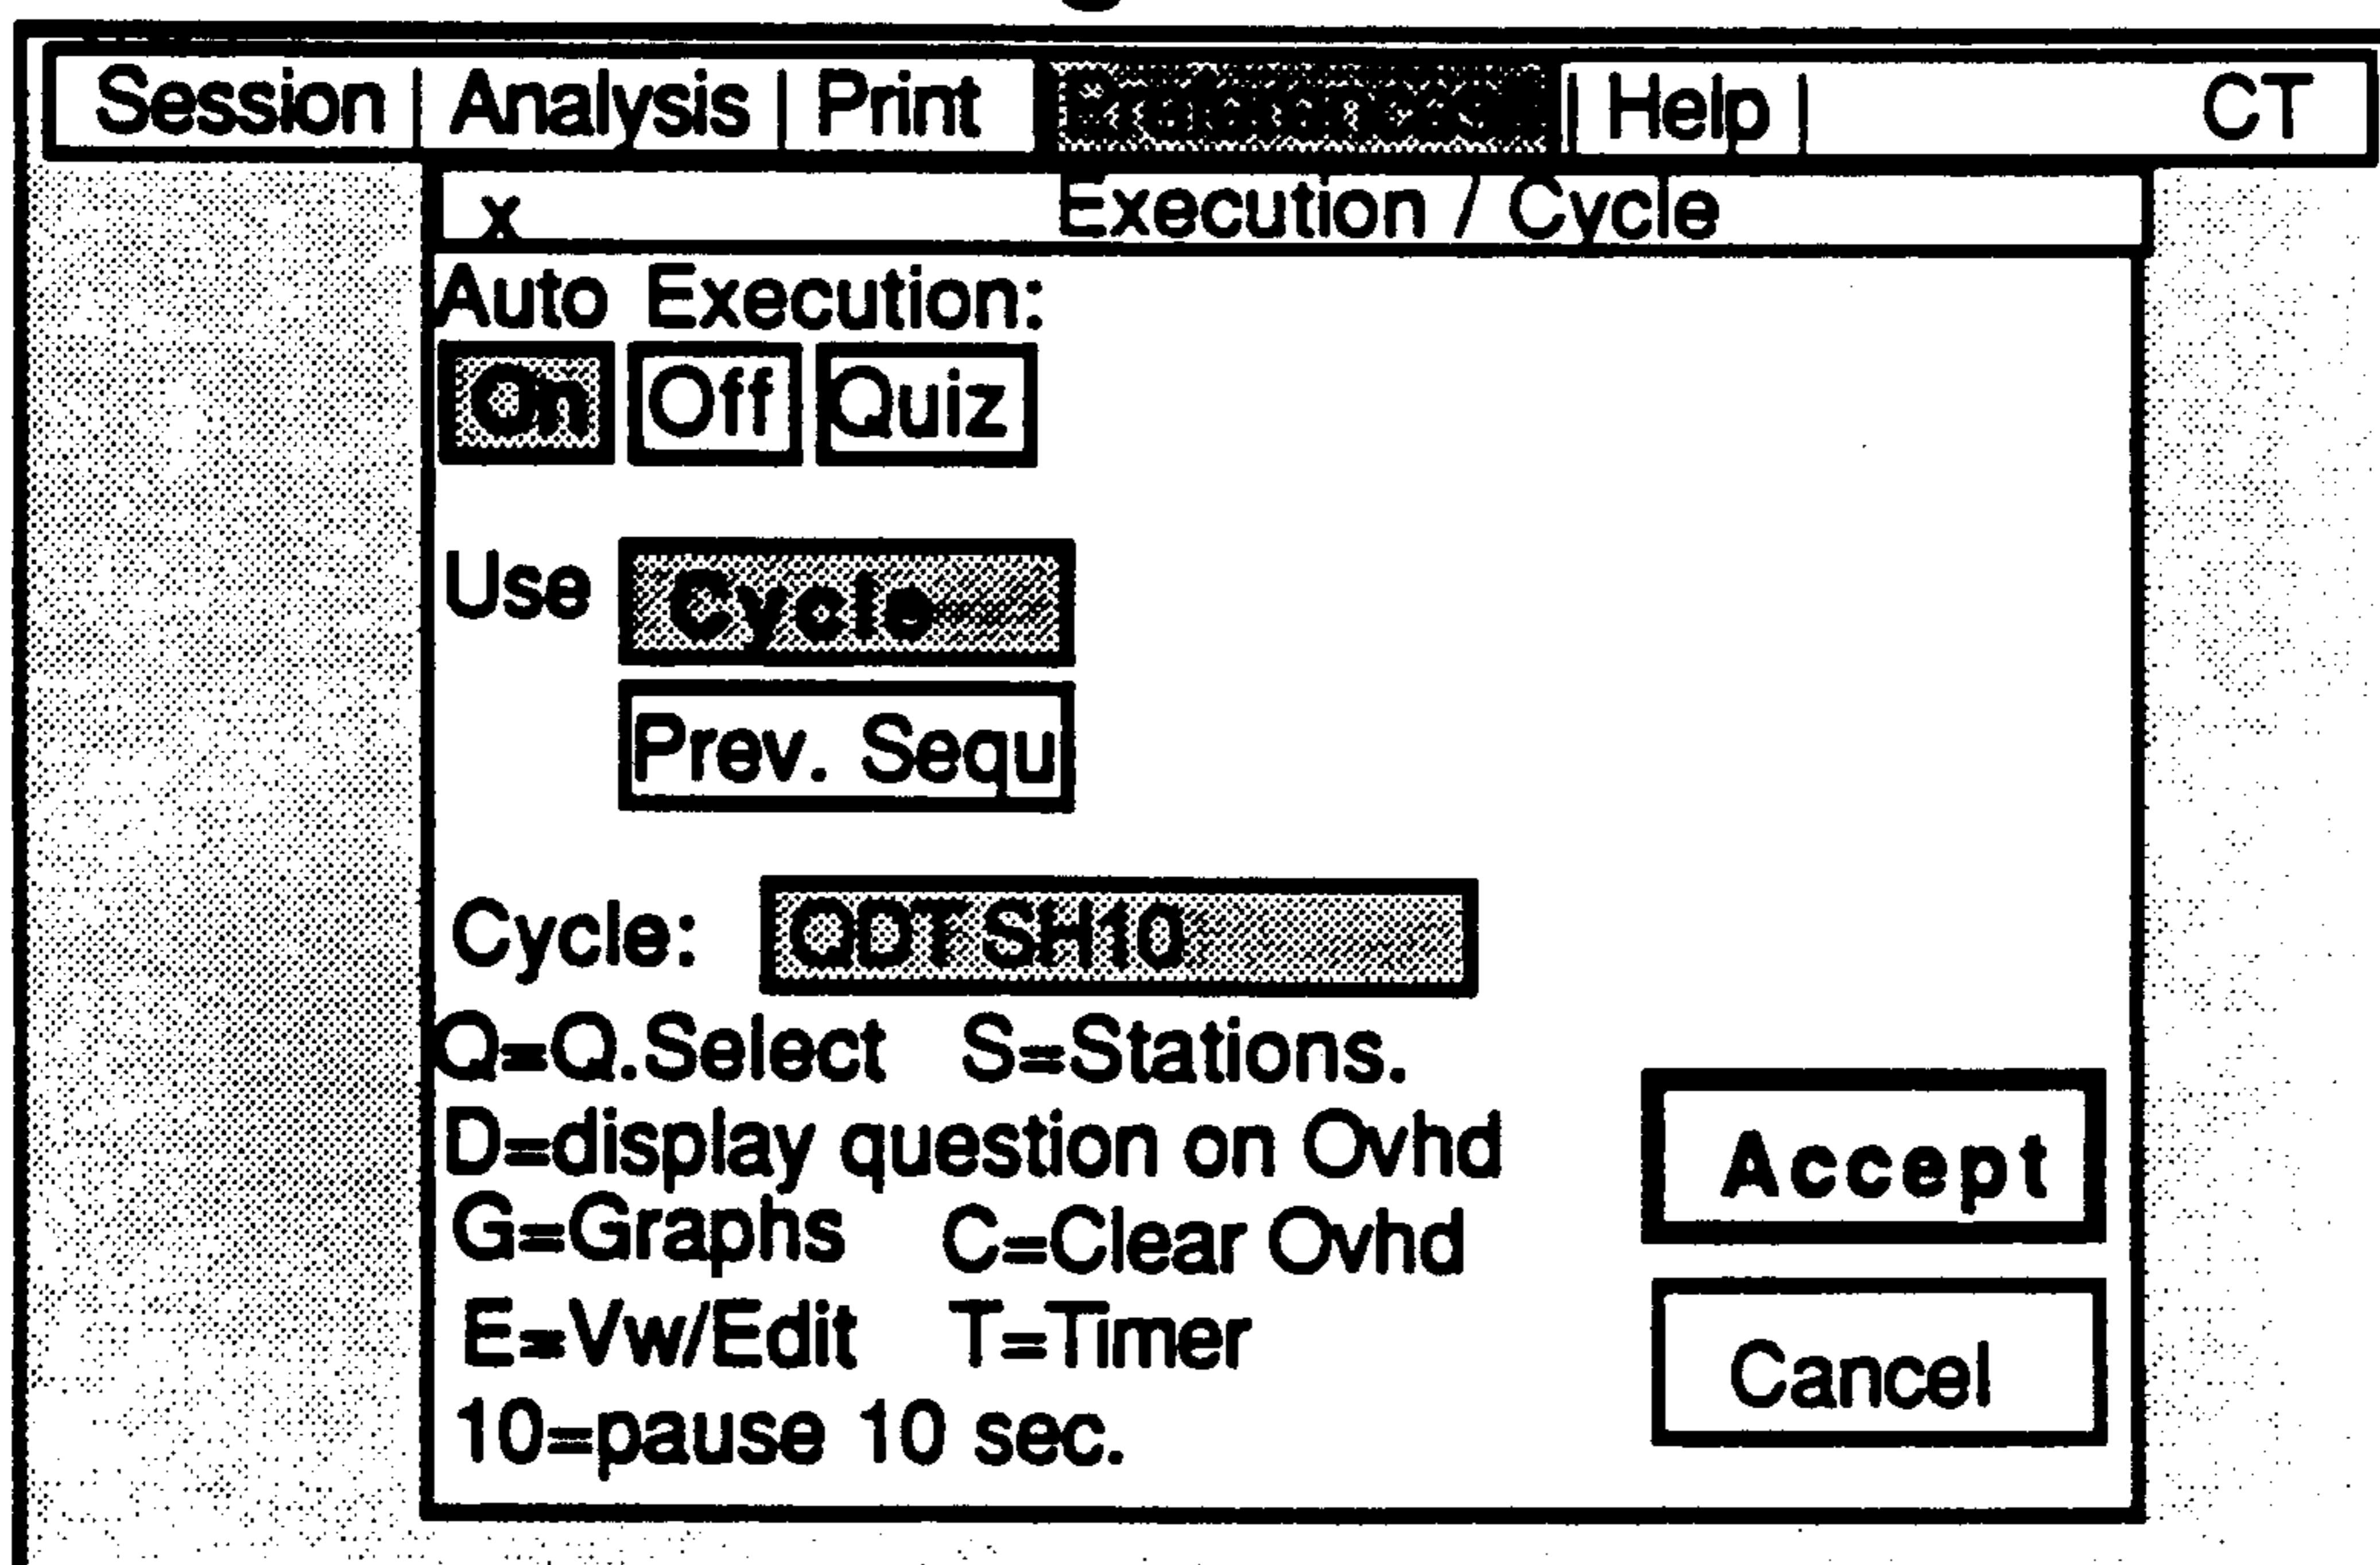 Session | Analysis | Print Preferences | Help | CT
x Execution / Cycle
Auto Execution:
On Off Quiz
Use Cycle
Prev. Sequ
Cycle: QDTSH10
Q=Q.Select S=Stations.
D=display question on Ovhd
G=Graphs C=Clear Ovhd
E=Vw/Edit T=Timer
10=pause 10 sec.
Accept
Cancel